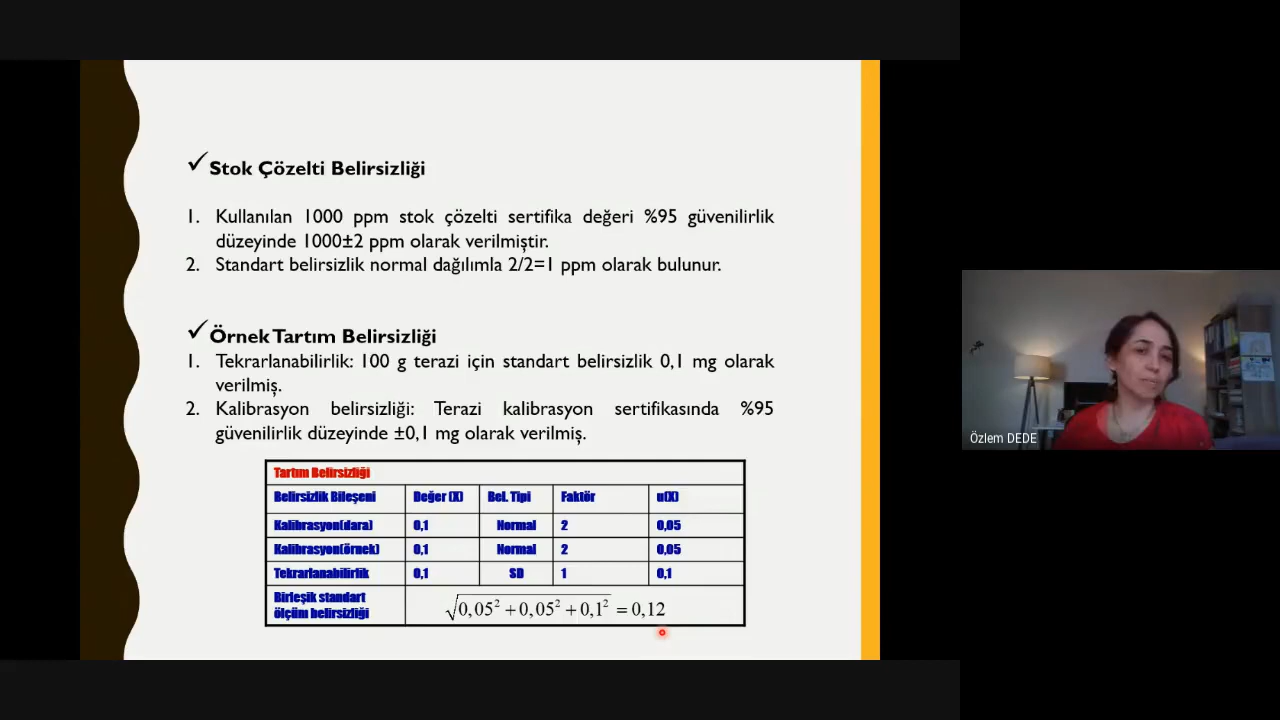 Stok Çözelti Belirsizliği
1. Kullanılan 1000 ppm stok çözelti sertifika değeri %95 güvenilirlik
düzeyinde 1000±2 ppm olarak verilmiştir.
2. Standart belirsizlik normal dağılımla 2/2=1 ppm olarak bulunur.
Örnek Tartım Belirsizliği
1. Tekrarlanabilirlik: 100 g terazi için standart belirsizlik 0,1 mg olarak
verilmiş.
2. Kalibrasyon belirsizliği: Terazi kalibrasyon sertifikasında %95
güvenilirlik düzeyinde ±0,1 mg olarak verilmiş.
Tartım Belirsizliği
Belirsizlik Bileşeni Değer (X) Bel. Tipi Faktör u(X)
Kalibrasyon(dara) 0,1 Normal 2 0,05
Kalibrasyon(örnek) 0,1 Normal 2 0,05
Tekrarlanabilirlik 0,1 SD 1 0,1
Birleşik standart
ölçüm belirsizliği √0,05² + 0,05² + 0,1² = 0,12
Özlem DEDE